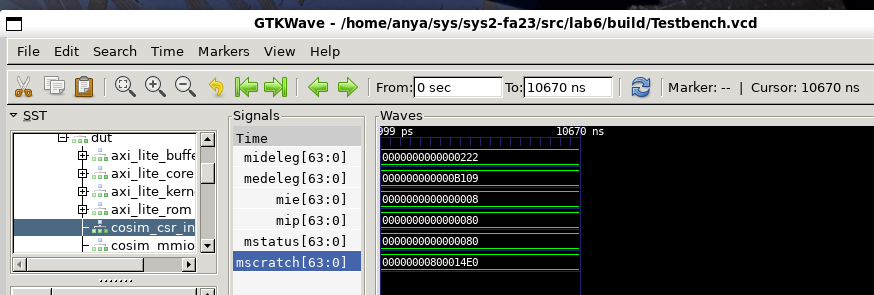 GTKWave - /home/anya/sys/sys2-fa23/src/lab6/build/Testbench.vcd
File Edit Search Time Markers View Help
From: 0 sec To: 10670 ns Marker: -- | Cursor: 10670 ns
SST
dut
axi_lite_buffe
axi_lite_core
axi_lite_kern
axi_lite_rom
cosim_csr_in
cosim_mmio
Signals
Time
mideleg[63:0]
medeleg[63:0]
mie[63:0]
mip[63:0]
mstatus[63:0]
mscratch[63:0]
Waves
999 ps 10670 ns
0000000000000222
000000000000B109
0000000000000008
0000000000000080
0000000000000080
00000000800014E0